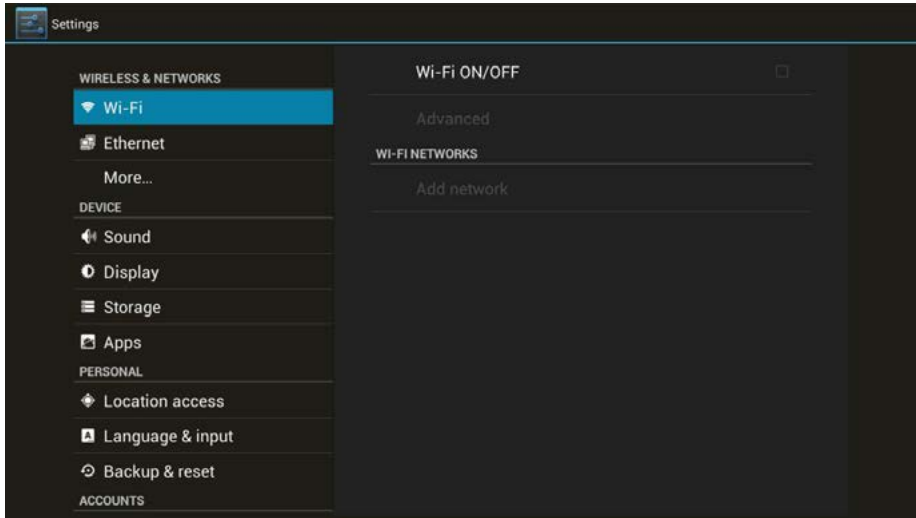 Settings
WIRELESS & NETWORKS
Wi-Fi
Ethernet
More...
DEVICE
Sound
Display
Storage
Apps
PERSONAL
Location access
Language & input
Backup & reset
ACCOUNTS
Wi-Fi ON/OFF
Advanced
WI-FI NETWORKS
Add network